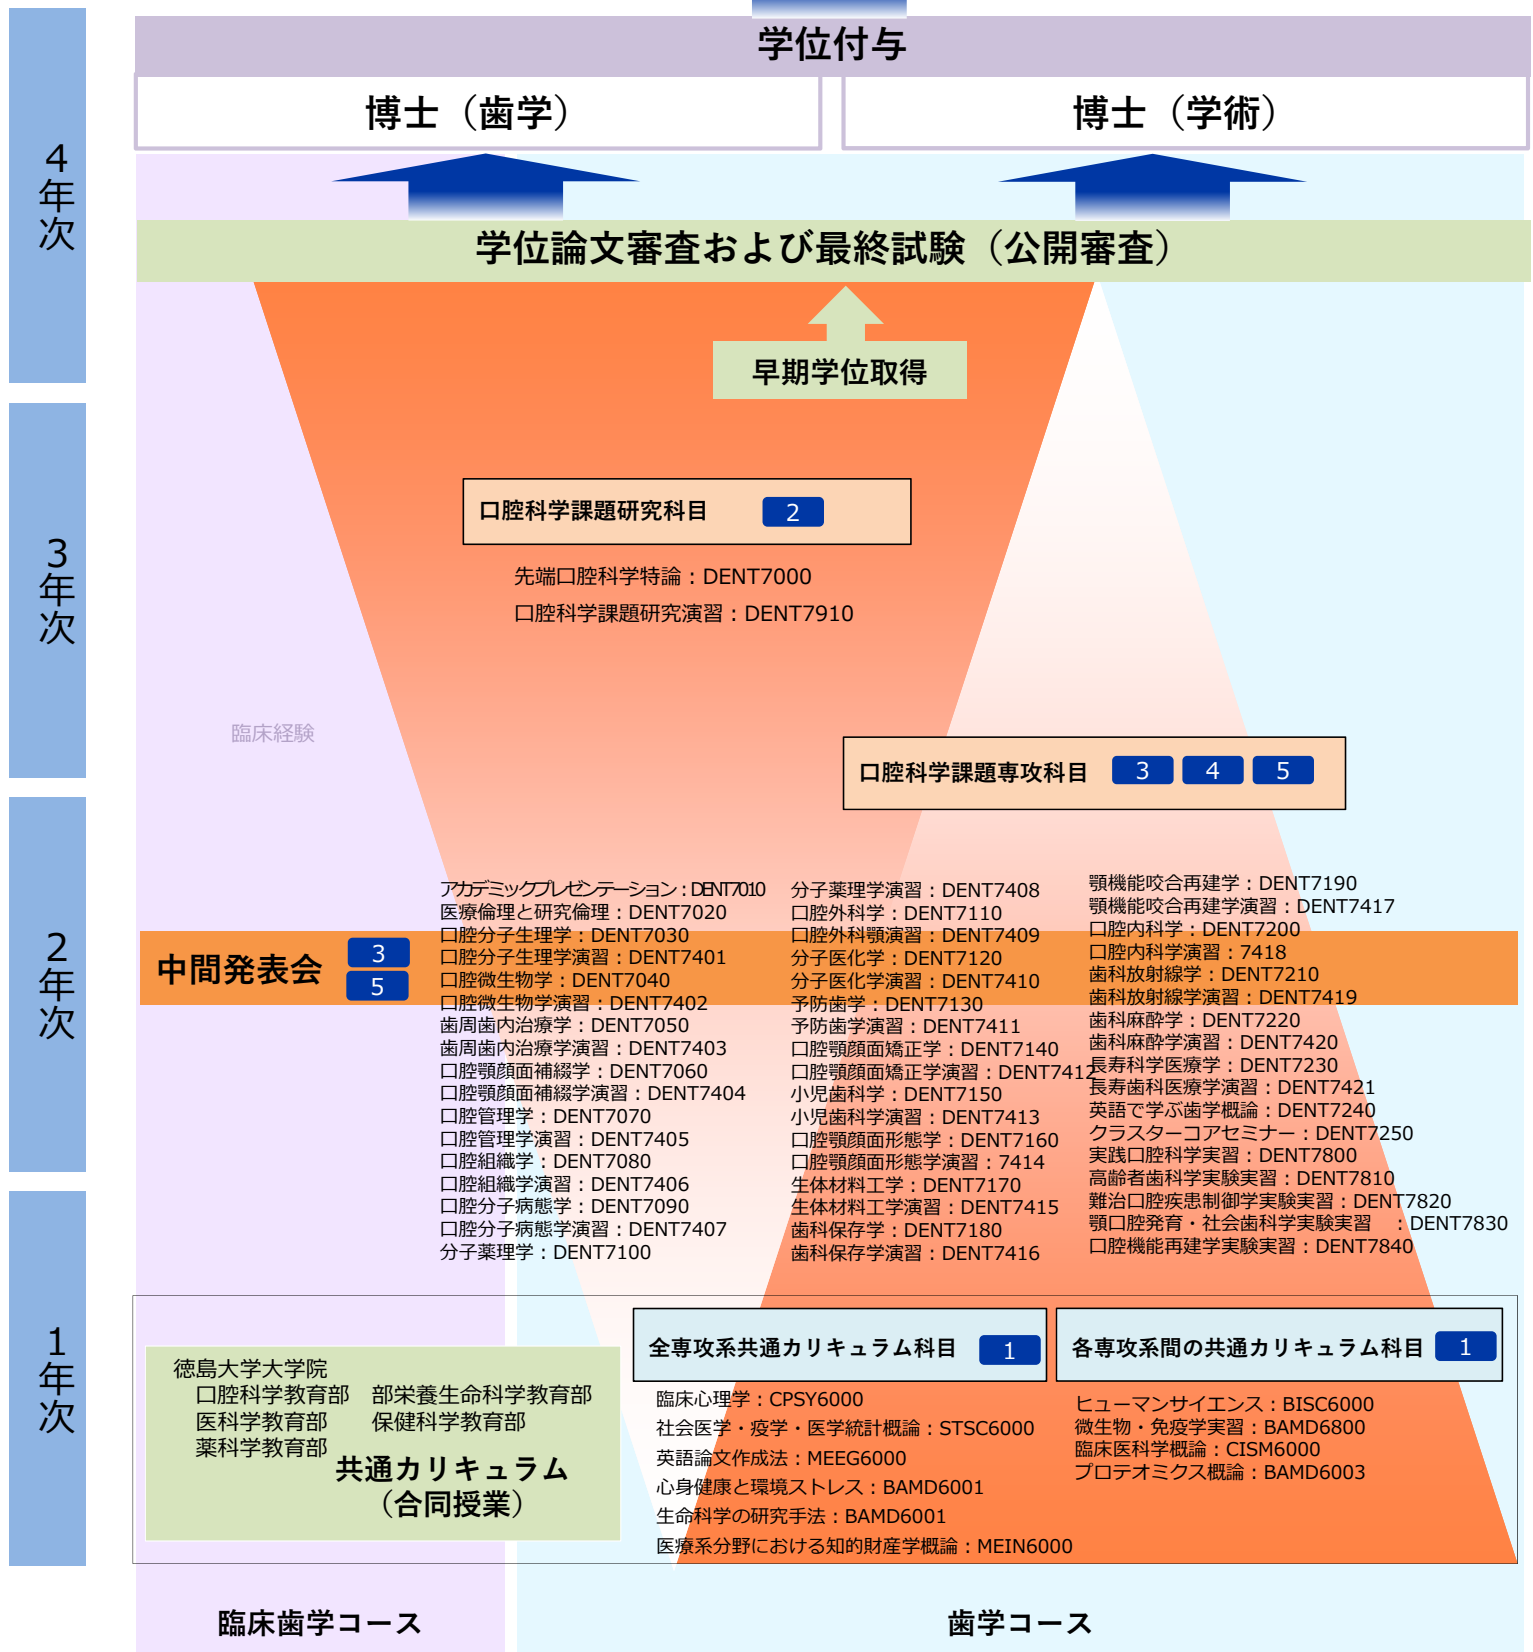 学位付与
博士（歯学）
博士（学術）
4年次
学位論文審査および最終試験（公開審査）
早期学位取得
3年次
口腔科学課題研究科目 2
先端口腔科学特論：DENT7000
口腔科学課題研究演習：DENT7910
臨床経験
口腔科学課題専攻科目 3 4 5
2年次
中間発表会 3
5
アカデミックプレゼンテーション：DENT7010
医療倫理と研究倫理：DENT7020
口腔分子生理学：DENT7030
口腔分子生理学演習：DENT7401
口腔微生物学：DENT7040
口腔微生物学演習：DENT7402
歯周歯内治療学：DENT7050
歯周歯内治療学演習：DENT7403
口腔顎顔面補綴学：DENT7060
口腔顎顔面補綴学演習：DENT7404
口腔管理学：DENT7070
口腔管理学演習：DENT7405
口腔組織学：DENT7080
口腔組織学演習：DENT7406
口腔分子病態学：DENT7090
口腔分子病態学演習：DENT7407
分子薬理学：DENT7100
分子薬理学演習：DENT7408
口腔外科学：DENT7110
口腔外科顎演習：DENT7409
分子医化学：DENT7120
分子医化学演習：DENT7410
予防歯学：DENT7130
予防歯学演習：DENT7411
口腔顎顔面矯正学：DENT7140
口腔顎顔面矯正学演習：DENT7412
小児歯科学：DENT7150
小児歯科学演習：DENT7413
口腔顎顔面形態学：DENT7160
口腔顎顔面形態学演習：7414
生体材料工学：DENT7170
生体材料工学演習：DENT7415
歯科保存学：DENT7180
歯科保存学演習：DENT7416
顎機能咬合再建学：DENT7190
顎機能咬合再建学演習：DENT7417
口腔内科学：DENT7200
口腔内科学演習：7418
歯科放射線学：DENT7210
歯科放射線学演習：DENT7419
歯科麻酔学：DENT7220
歯科麻酔学演習：DENT7420
長寿科学医療学：DENT7230
長寿歯科医療学演習：DENT7421
英語で学ぶ歯学概論：DENT7240
クラスターコアセミナー：DENT7250
実践口腔科学実習：DENT7800
高齢者歯科学実験実習：DENT7810
難治口腔疾患制御学実験実習：DENT7820
顎口腔発育・社会歯科学実験実習　：DENT7830
口腔機能再建学実験実習：DENT7840
1年次
徳島大学大学院
口腔科学教育部　部栄養生命科学教育部
医科学教育部　保健科学教育部
薬科学教育部
共通カリキュラム
（合同授業）
全専攻系共通カリキュラム科目 1
臨床心理学：CPSY6000
社会医学・疫学・医学統計概論：STSC6000
英語論文作成法：MEEG6000
心身健康と環境ストレス：BAMD6001
生命科学の研究手法：BAMD6001
医療系分野における知的財産学概論：MEIN6000
各専攻系間の共通カリキュラム科目 1
ヒューマンサイエンス：BISC6000
微生物・免疫学実習：BAMD6800
臨床医科学概論：CISM6000
プロテオミクス概論：BAMD6003
臨床歯学コース
歯学コース